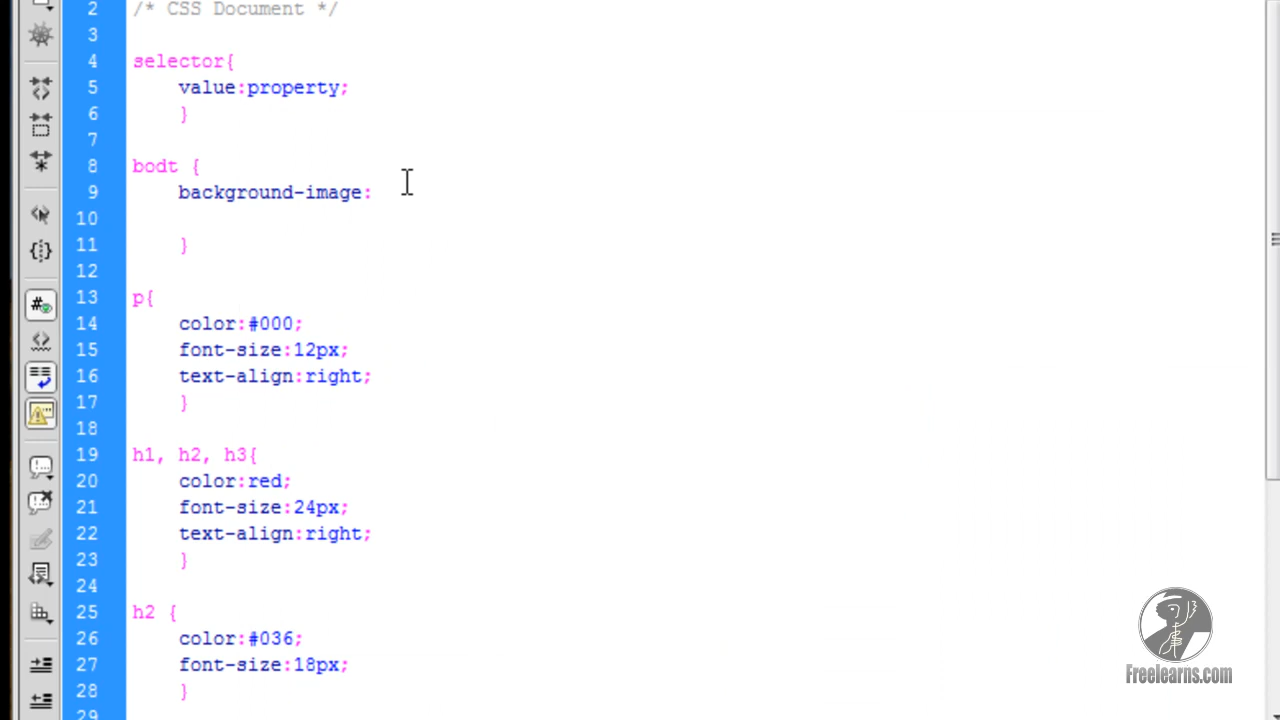 2 /* CSS Document */
3
4 selector{
5 value:property;
6 }
7
8 bodt {
9 background-image:
10
11 }
12
13 p{
14 color:#000;
15 font-size:12px;
16 text-align:right;
17 }
18
19 h1, h2, h3{
20 color:red;
21 font-size:24px;
22 text-align:right;
23 }
24
25 h2 {
26 color:#036;
27 font-size:18px;
28 }
29
Freelearns.com